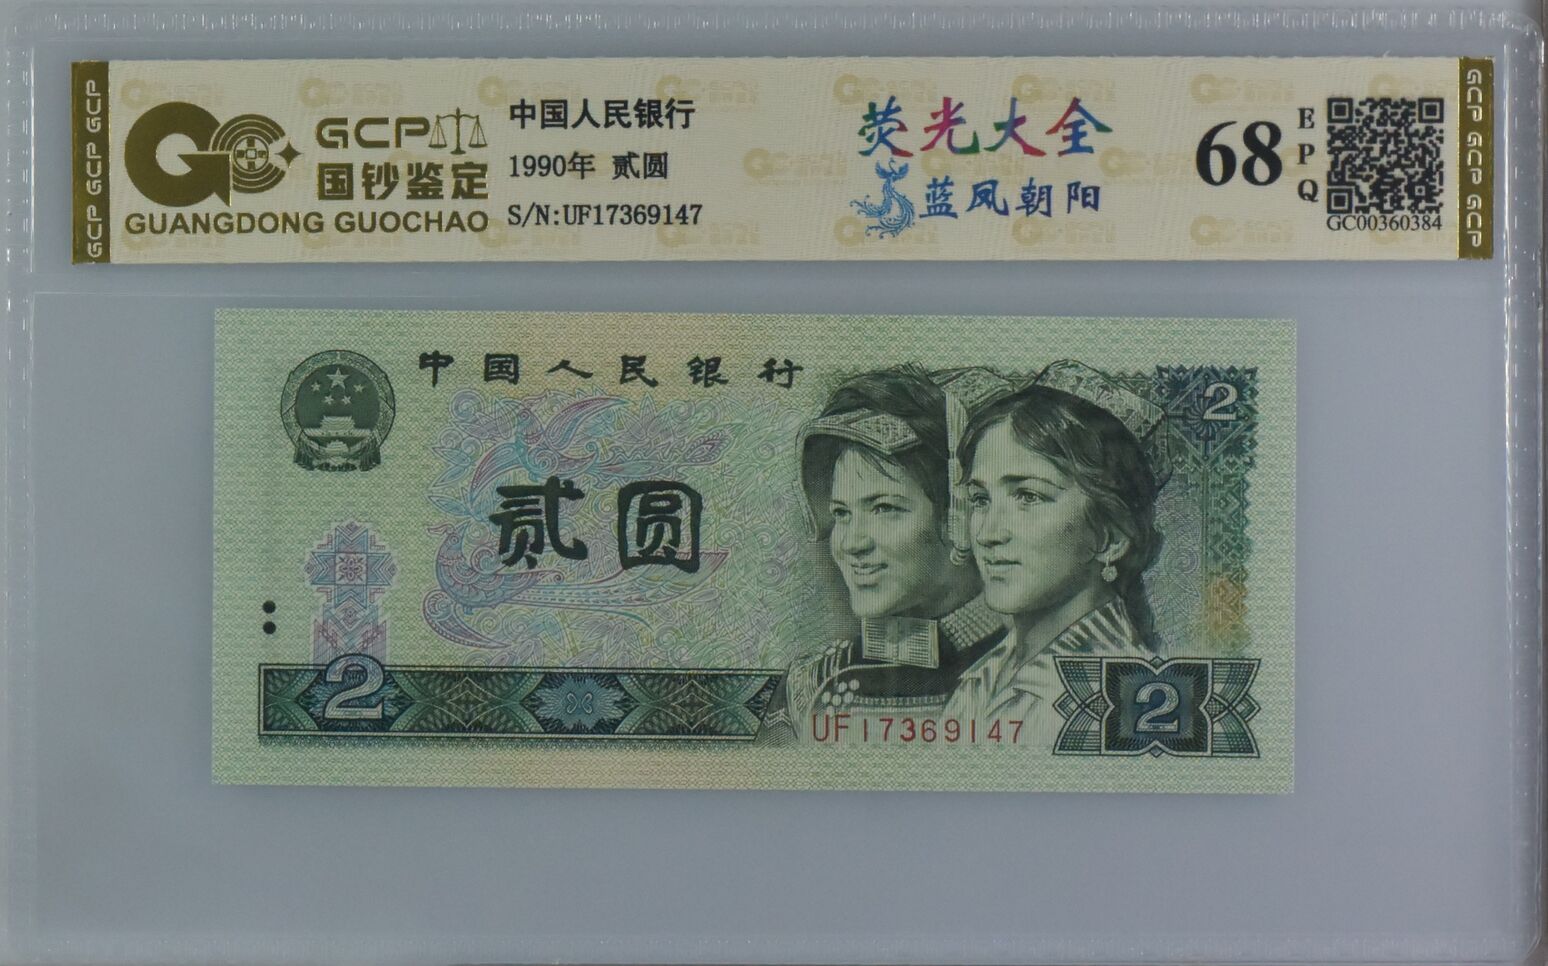 GCP GCP GCP
GCP
国钞鉴定
GUANGDONG GUOCHAO
中国人民银行
1990年 贰圆
S/N:UF17369147
荧光大全
蓝凤朝阳
68
EPQ
GC00360384
GCP GCP GCP
中国人民银行
2
贰圆
2
UF17369147
2